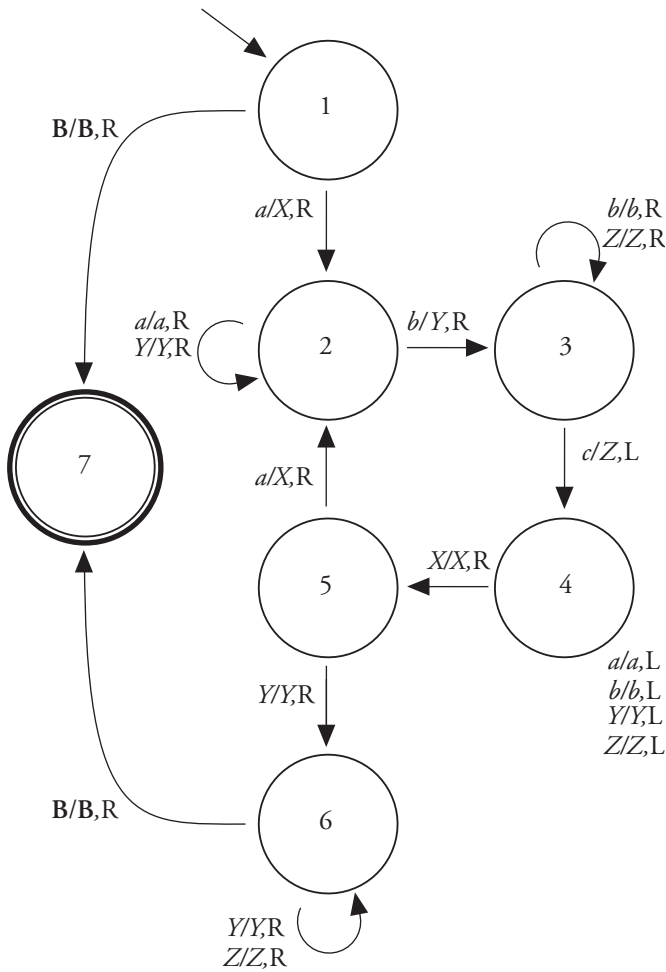 1
B/B,R
a/X,R
b/b,R
Z/Z,R
a/a,R
Y/Y,R
2
b/Y,R
3
7
a/X,R
c/Z,L
5
X/X,R
4
a/a,L
b/b,L
Y/Y,L
Z/Z,L
Y/Y,R
6
B/B,R
Y/Y,R
Z/Z,R